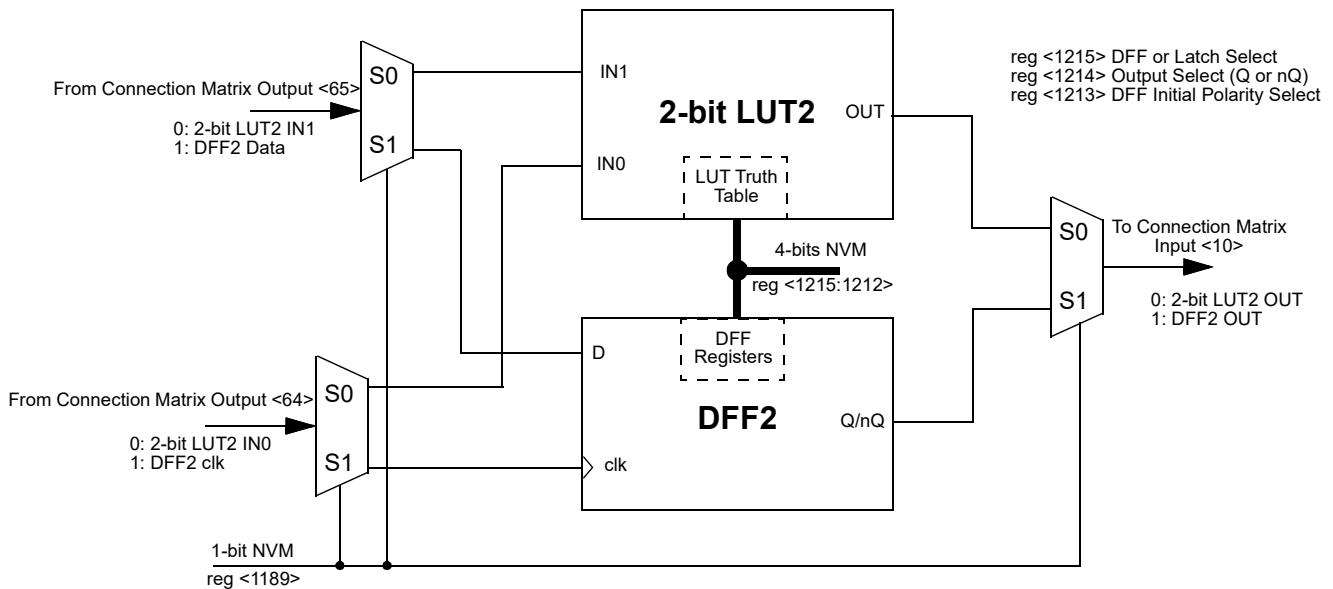 reg <1215> DFF or Latch Select
reg <1214> Output Select (Q or nQ)
reg <1213> DFF Initial Polarity Select
From Connection Matrix Output <65>
0: 2-bit LUT2 IN1
1: DFF2 Data
S0
S1
IN1
IN0
2-bit LUT2
OUT
LUT Truth
Table
4-bits NVM
reg <1215:1212>
S0
S1
To Connection Matrix
Input <10>
0: 2-bit LUT2 OUT
1: DFF2 OUT
From Connection Matrix Output <64>
0: 2-bit LUT2 IN0
1: DFF2 clk
S0
S1
D
clk
DFF
Registers
DFF2
Q/nQ
1-bit NVM
reg <1189>